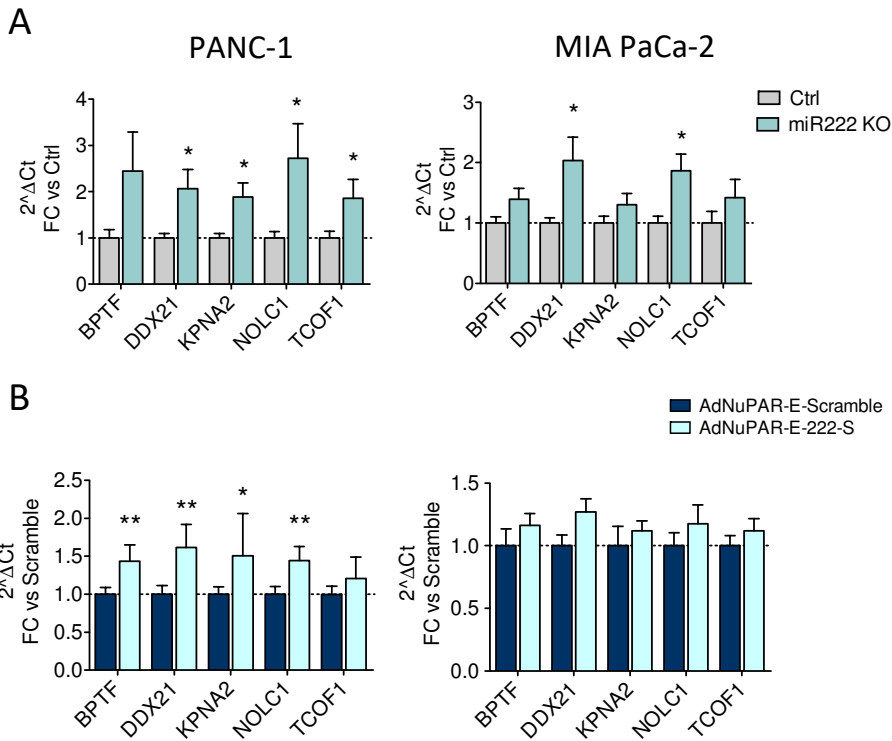 A
PANC-1
MIA PaCa-2
Ctrl
miR222 KO
2^ΔCt
FC vs Ctrl
4
3
2
1
0
*
*
*
*
BPTF
DDX21
KPNA2
NOLC1
TCOF1
2^ΔCt
FC vs Ctrl
3
2
1
0
*
*
BPTF
DDX21
KPNA2
NOLC1
TCOF1
B
AdNuPAR-E-Scramble
AdNuPAR-E-222-S
2^ΔCt
FC vs Scramble
2.5
2.0
1.5
1.0
0.5
0.0
**
**
*
**
BPTF
DDX21
KPNA2
NOLC1
TCOF1
2^ΔCt
FC vs Scramble
1.5
1.0
0.5
0.0
BPTF
DDX21
KPNA2
NOLC1
TCOF1